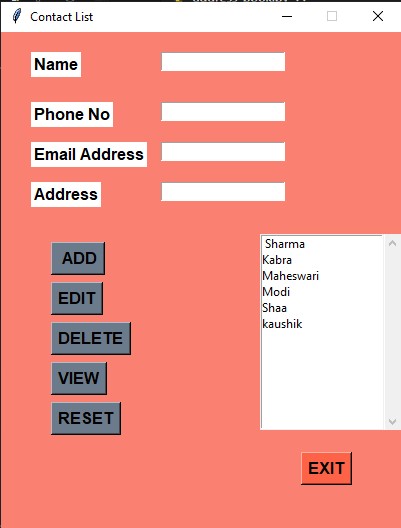 Contact List
Name
Phone No
Email Address
Address
ADD
EDIT
DELETE
VIEW
RESET
Sharma
Kabra
Maheswari
Modi
Shaa
kaushik
EXIT